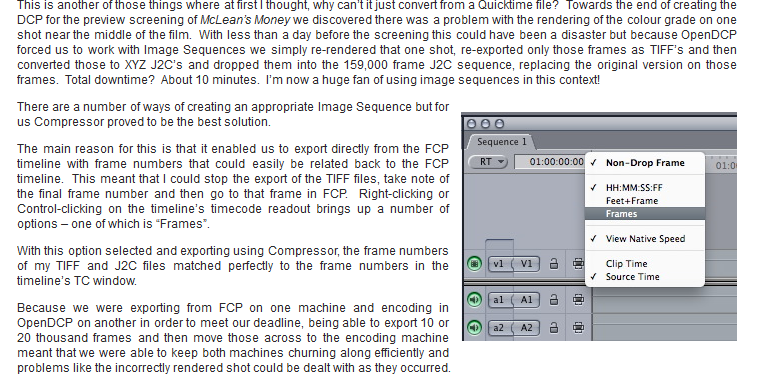 This is another of those things where at first I thought, why can't it just convert from a Quicktime file? Towards the end of creating the
DCP for the preview screening of McLean's Money we discovered there was a problem with the rendering of the colour grade on one
shot near the middle of the film. With less than a day before the screening this could have been a disaster but because OpenDCP
forced us to work with Image Sequences we simply re-rendered that one shot, re-exported only those frames as TIFF's and then
converted those to XYZ J2C's and dropped them into the 159,000 frame J2C sequence, replacing the original version on those
frames. Total downtime? About 10 minutes. I'm now a huge fan of using image sequences in this context!
There are a number of ways of creating an appropriate Image Sequence but for
us Compressor proved to be the best solution.
The main reason for this is that it enabled us to export directly from the FCP
timeline with frame numbers that could easily be related back to the FCP
timeline. This meant that I could stop the export of the TIFF files, take note of
the final frame number and then go to that frame in FCP. Right-clicking or
Control-clicking on the timeline's timecode readout brings up a number of
options – one of which is "Frames".
With this option selected and exporting using Compressor, the frame numbers
of my TIFF and J2C files matched perfectly to the frame numbers in the
timeline's TC window.
Because we were exporting from FCP on one machine and encoding in
OpenDCP on another in order to meet our deadline, being able to export 10 or
20 thousand frames and then move those across to the encoding machine
meant that we were able to keep both machines churning along efficiently and
problems like the incorrectly rendered shot could be dealt with as they occurred.
Sequence 1
RT 01:00:00:00 ✓ Non-Drop Frame 01:0
✓ HH:MM:SS:FF
Feet+Frame
Frames
✓ View Native Speed
v1 V1 Clip Time
✓ Source Time
a1 A1
a2 A2